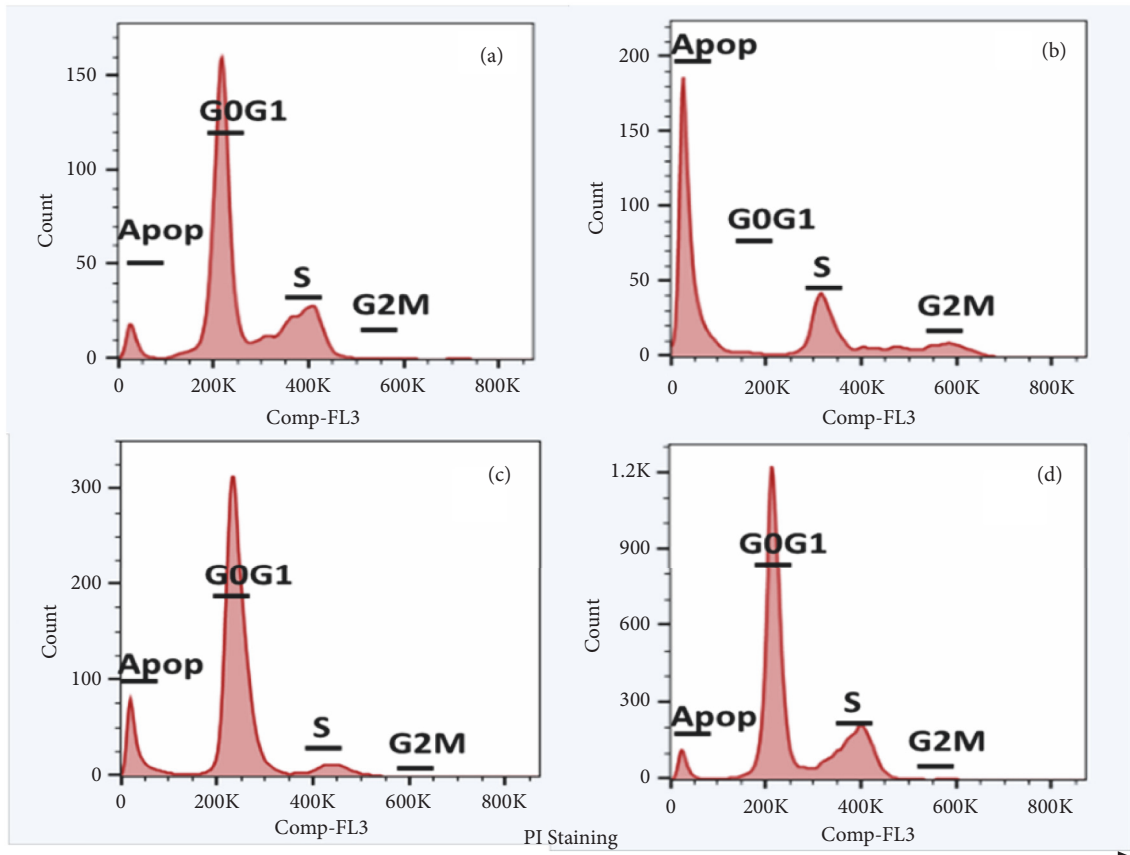 (a)
150
100
50
0
Count
Apop
G0G1
S
G2M
0 200K 400K 600K 800K
Comp-FL3
(b)
200
150
100
50
0
Count
Apop
G0G1
S
G2M
0 200K 400K 600K 800K
Comp-FL3
(c)
300
200
100
0
Count
Apop
G0G1
S
G2M
0 200K 400K 600K 800K
Comp-FL3
(d)
1.2K
900
600
300
0
Count
Apop
G0G1
S
G2M
0 200K 400K 600K 800K
Comp-FL3
PI Staining